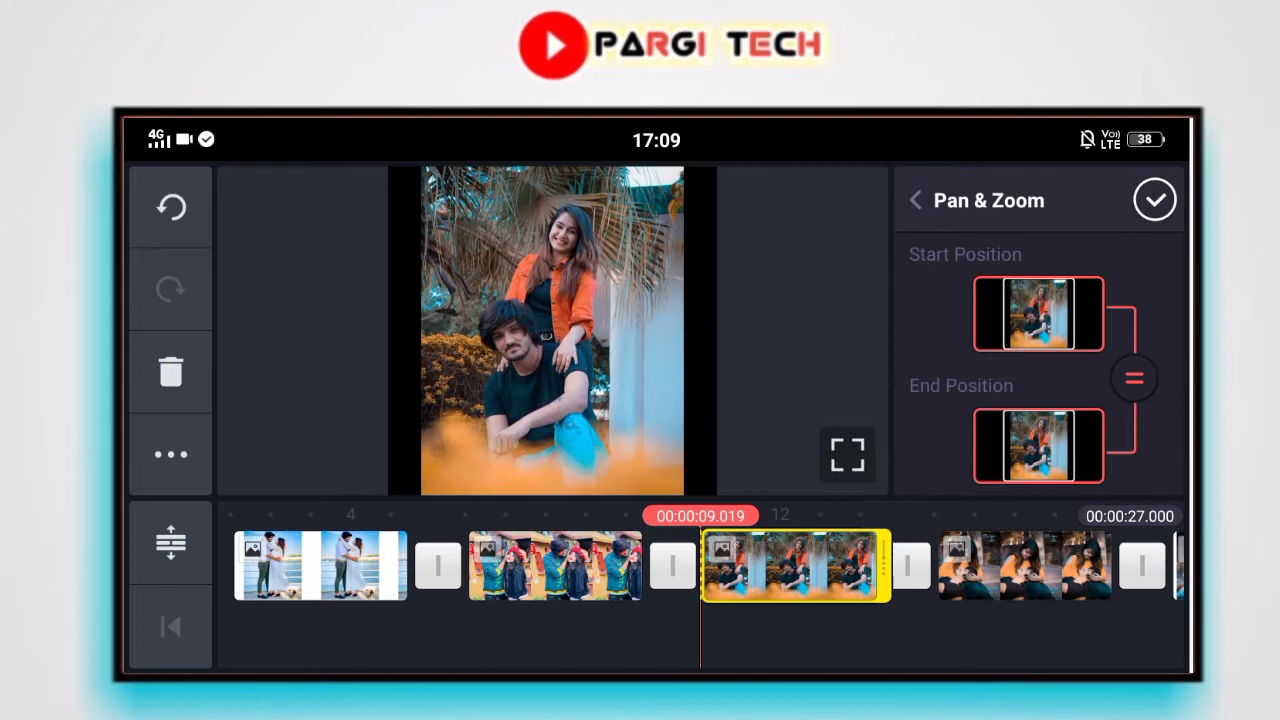 PARGI TECH
4G
17:09
Vo)) LTE
38
Pan & Zoom
Start Position
End Position
4
00:00:09.019
12
00:00:27.000